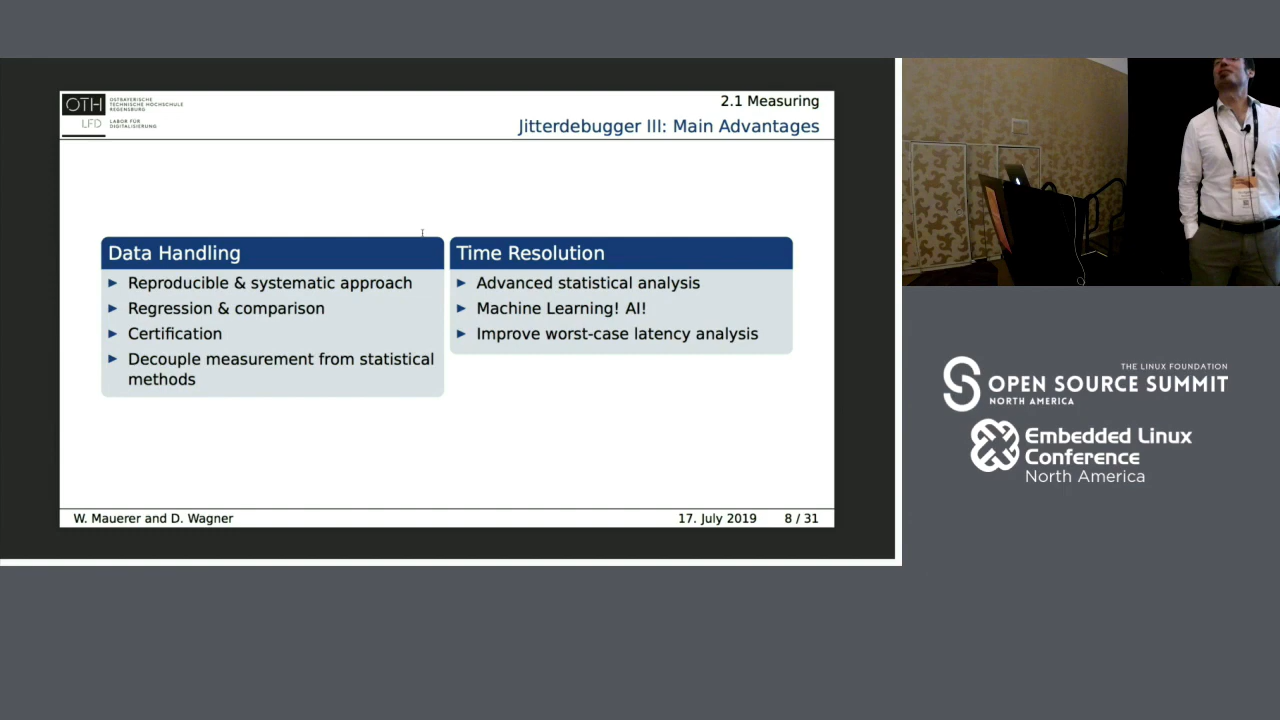 OTH
OSTBAYERISCHE
TECHNISCHE HOCHSCHULE
REGENSBURG
LFD
LABOR FÜR
DIGITALISIERUNG
2.1 Measuring
Jitterdebugger III: Main Advantages
Data Handling
► Reproducible & systematic approach
► Regression & comparison
► Certification
► Decouple measurement from statistical
methods
Time Resolution
► Advanced statistical analysis
► Machine Learning! AI!
► Improve worst-case latency analysis
W. Mauerer and D. Wagner
17. July 2019 8 / 31
THE LINUX FOUNDATION
OPEN SOURCE SUMMIT
NORTH AMERICA
Embedded Linux
Conference
North America